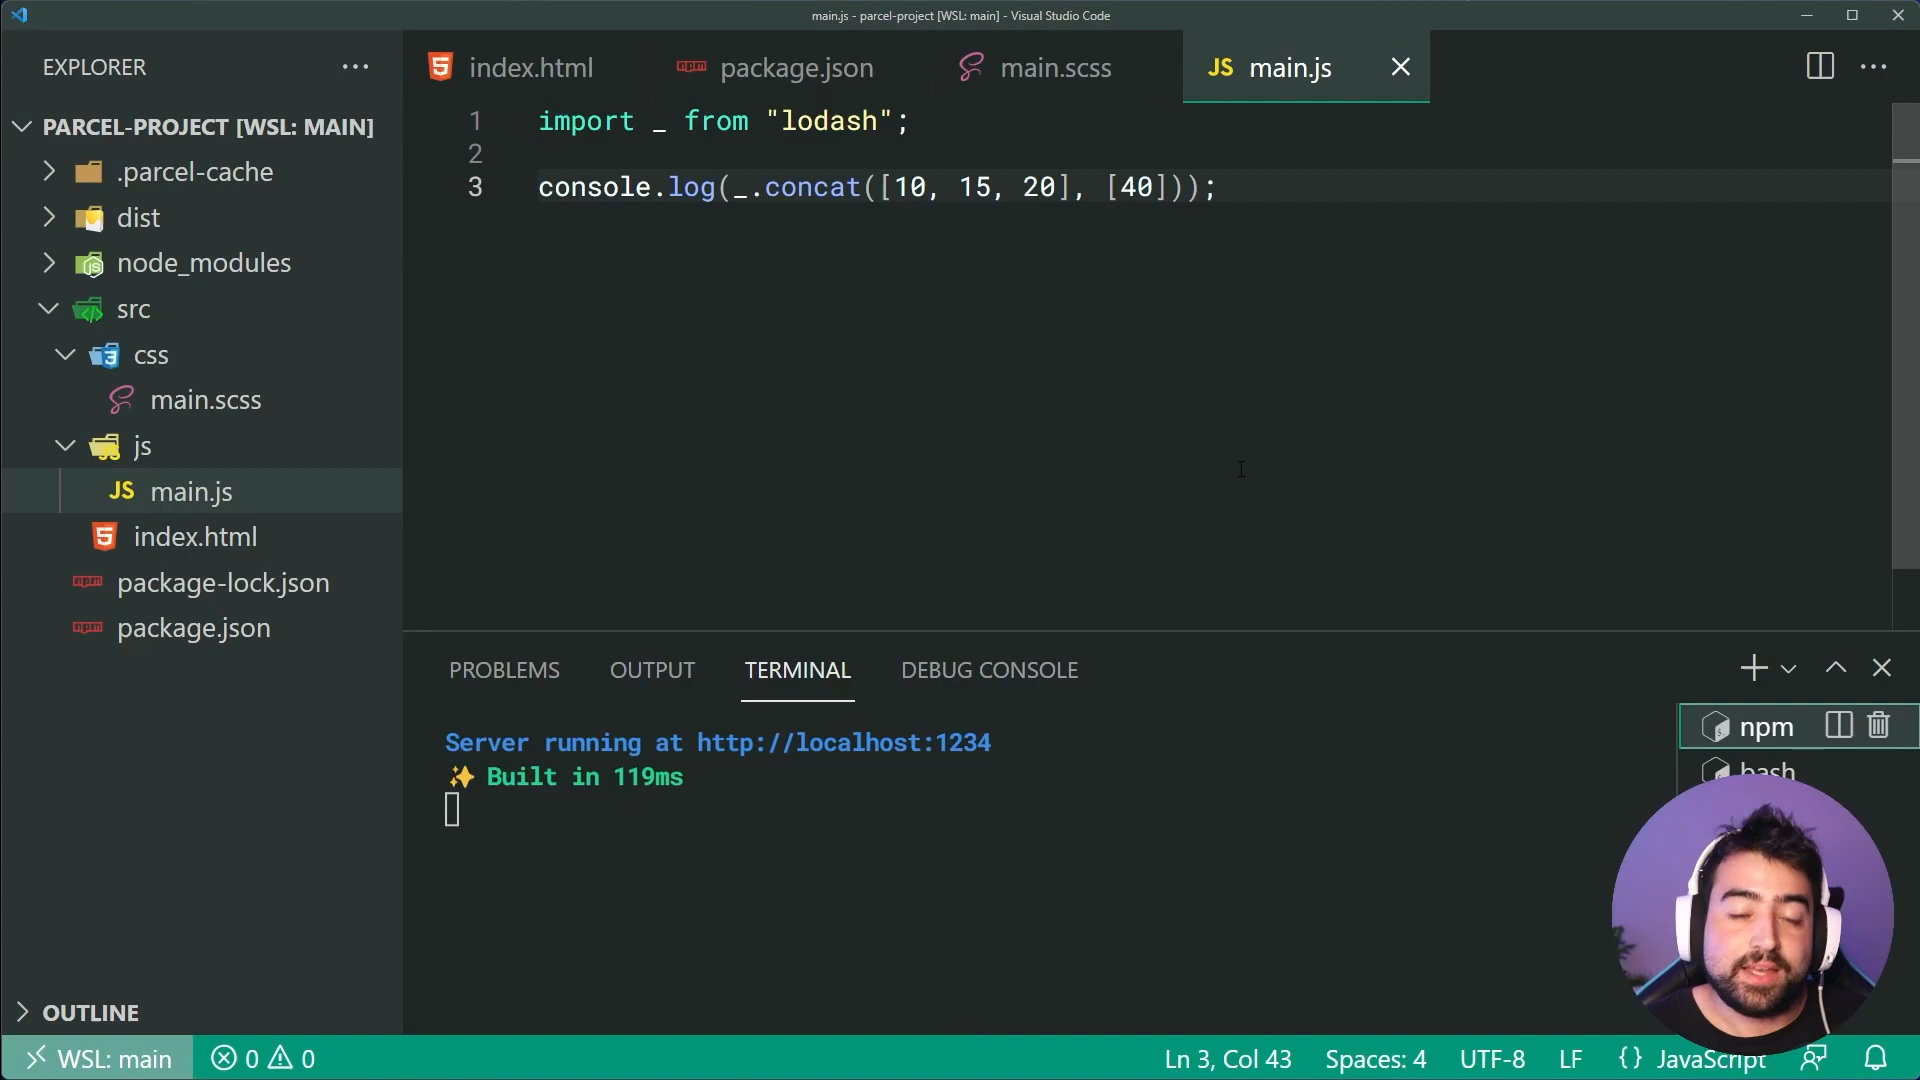 main.js - parcel-project [WSL: main] - Visual Studio Code
EXPLORER
index.html
package.json
main.scss
JS main.js
PARCEL-PROJECT [WSL: MAIN]
.parcel-cache
dist
node_modules
src
css
main.scss
js
JS main.js
index.html
package-lock.json
package.json
OUTLINE
1 import _ from "lodash";
2
3 console.log(_.concat([10, 15, 20], [40]));
PROBLEMS OUTPUT TERMINAL DEBUG CONSOLE
Server running at http://localhost:1234
✨ Built in 119ms
npm
bash
WSL: main
0 0
Ln 3, Col 43
Spaces: 4
UTF-8
LF
{} JavaScript